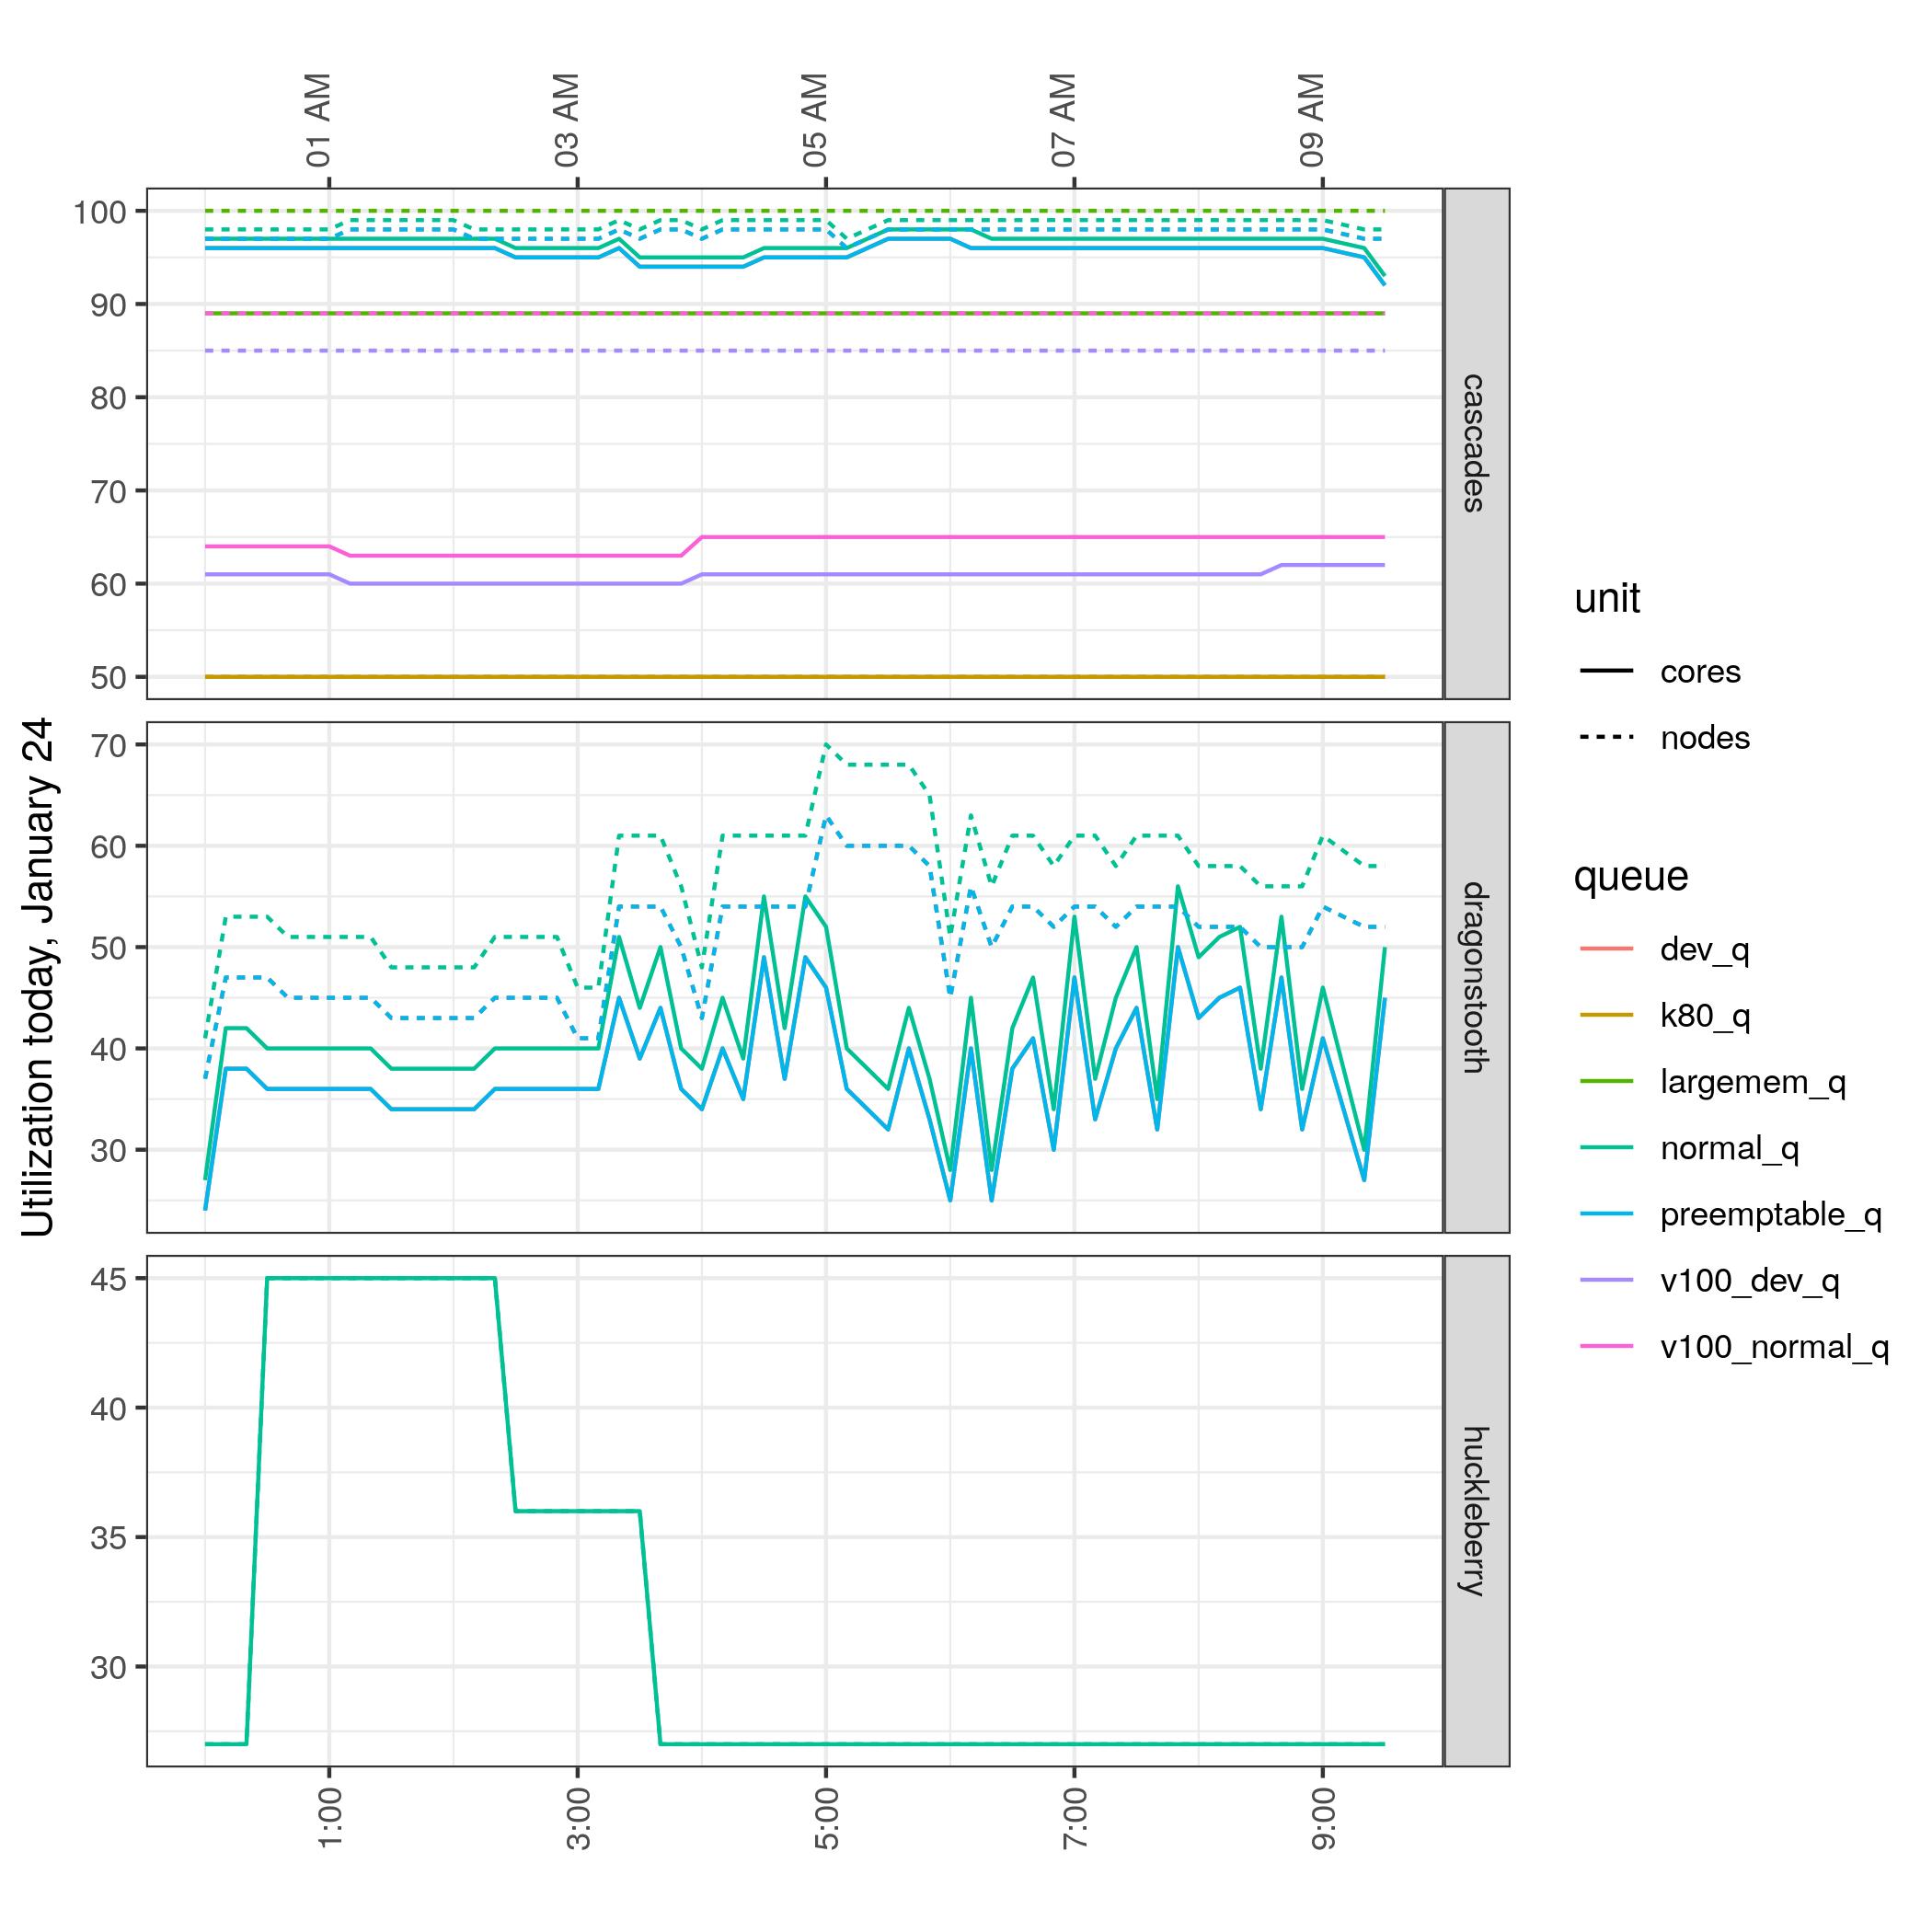 01 AM
03 AM
05 AM
07 AM
09 AM
100
90
80
70
60
50
cascades
70
60
50
40
30
dragonstooth
45
40
35
30
huckleberry
1:00
3:00
5:00
7:00
9:00
Utilization today, January 24
unit
cores
nodes
queue
dev_q
k80_q
largemem_q
normal_q
preemptable_q
v100_dev_q
v100_normal_q